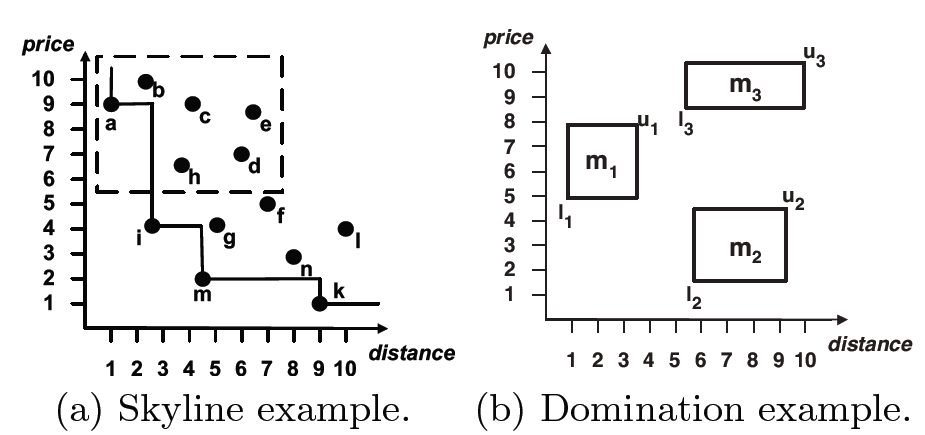 price
10
9
8
7
6
5
4
3
2
1
a
b
c
e
d
h
f
i
g
l
n
m
k
1 2 3 4 5 6 7 8 9 10
distance
(a) Skyline example.
price
10
9
8
7
6
5
4
3
2
1
u3
m3
l3
u1
m1
l1
u2
m2
l2
1 2 3 4 5 6 7 8 9 10
distance
(b) Domination example.